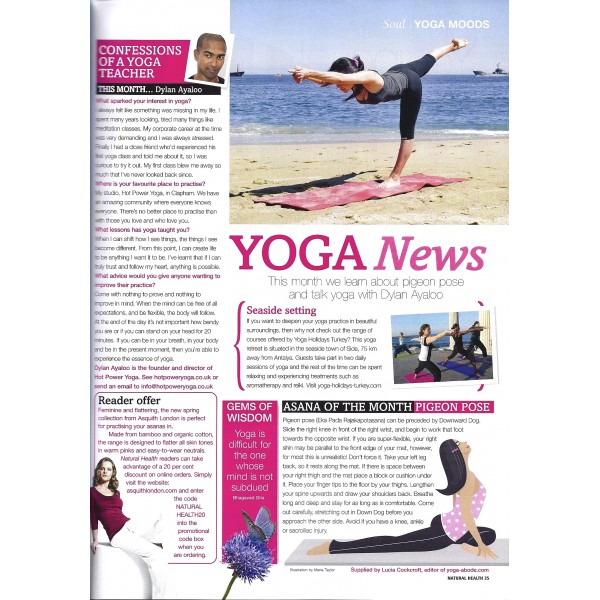 Soul | YOGA MOODS
CONFESSIONS
OF A YOGA
TEACHER
THIS MONTH... Dylan Ayaloo
What sparked your interest in yoga?
I always felt like something was missing in my life. I
spent many years looking, tried many things like
meditation classes. My corporate career at the time
was very demanding and I was always stressed.
Finally I had a close friend who'd experienced his
first yoga class and told me about it, so I was
curious to try it out. My first class blew me away so
much that I've never looked back since.
Where is your favourite place to practise?
My studio, Hot Power Yoga, in Clapham. We have
an amazing community where everyone knows
everyone. There's no better place to practise than
with those you love and who love you.
What lessons has yoga taught you?
When I can shift how I see things, the things I see
become different. From this point, I can create life
to be anything I want it to be. I've learnt that if I can
truly trust and follow my heart, anything is possible.
What advice would you give anyone wanting to
improve their practice?
Come with nothing to prove and nothing to
improve in mind. When the mind can be free of all
expectations, and be flexible, the body will follow.
At the end of the day it's not important how bendy
you are or if you can stand on your head for 20
minutes. If you can be in your breath, in your body
and be in the present moment, then you're able to
experience the essence of yoga.
Dylan Ayaloo is the founder and director of
Hot Power Yoga. See hotpoweryoga.co.uk or
send an email to info@hotpoweryoga.co.uk
YOGA News
This month we learn about pigeon pose
and talk yoga with Dylan Ayaloo
Seaside setting
If you want to deepen your yoga practice in beautiful
surroundings, then why not check out the range of
courses offered by Yoga Holidays Turkey? This yoga
retreat is situated in the seaside town of Side, 75 km
away from Antalya. Guests take part in two daily
sessions of yoga and the rest of the time can be spent
relaxing and experiencing treatments such as
aromatherapy and reiki. Visit yoga-holidays-turkey.com
Reader offer
Feminine and flattering, the new spring
collection from Asquith London is perfect
for practising your asanas in.
Made from bamboo and organic cotton,
the range is designed to flatter all skin tones
in warm pinks and easy-to-wear neutrals.
Natural Health readers can take
advantage of a 20 per cent
discount on online orders. Simply
visit the website:
asquithlondon.com and enter
the code
NATURAL
HEALTH20
into the
promotional
code box
when you
are ordering.
GEMS OF
WISDOM
Yoga is
difficult for
the one
whose
mind is not
subdued
Bhagavad Gita
ASANA OF THE MONTH PIGEON POSE
Pigeon pose (Eka Pada Rajakapotasana) can be preceded by Downward Dog.
Slide the right knee in front of the right wrist, and begin to work that foot
towards the opposite wrist. If you are super-flexible, your right
shin may be parallel to the front edge of your mat, however,
for most this is unrealistic! Don't force it. Take your left leg
back, so it rests along the mat. If there is space between
your right thigh and the mat place a block or cushion under
it. Place your finger tips to the floor by your thighs. Lengthen
your spine upwards and draw your shoulders back. Breathe
long and deep and stay for as long as comfortable. Come
out carefully, stretching out in Down Dog before you
approach the other side. Avoid if you have a knee, ankle
or sacroiliac injury.
Illustration by Maria Taylor
Supplied by Lucia Cockcroft, editor of yoga-abode.com
NATURAL HEALTH 25